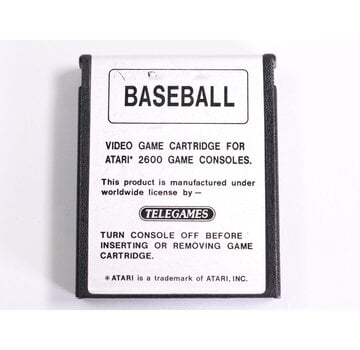 BASEBALL
VIDEO GAME CARTRIDGE FOR
ATARI* 2600 GAME CONSOLES.
This product is manufactured under
worldwide license by —
TELEGAMES
TURN CONSOLE OFF BEFORE
INSERTING OR REMOVING GAME
CARTRIDGE.
* ATARI is a trademark of ATARI, INC.